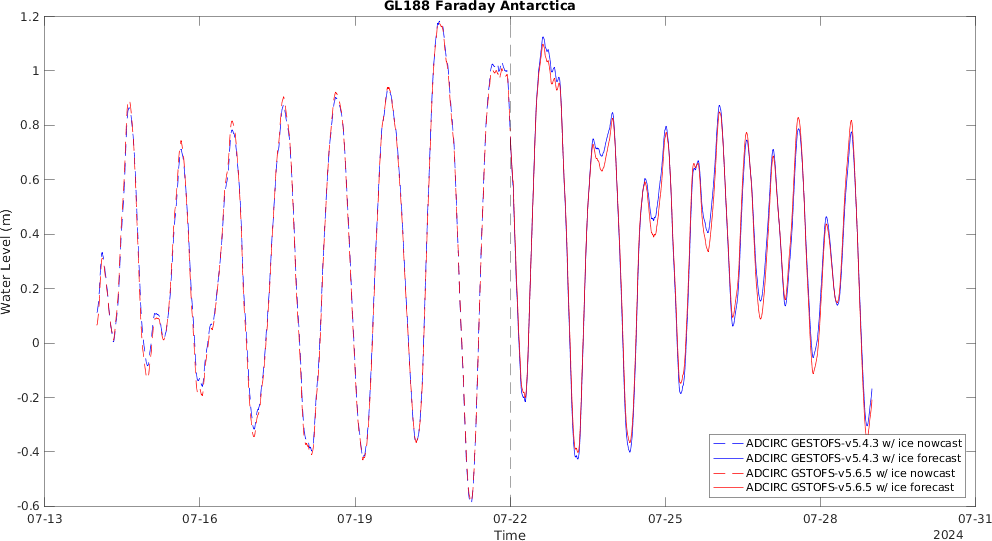 GL188 Faraday Antarctica
1.2
1
0.8
0.6
0.4
0.2
0
-0.2
-0.4
-0.6
Water Level (m)
ADCIRC GESTOFS-v5.4.3 w/ ice nowcast
ADCIRC GESTOFS-v5.4.3 w/ ice forecast
ADCIRC GSTOFS-v5.6.5 w/ ice nowcast
ADCIRC GSTOFS-v5.6.5 w/ ice forecast
07-13 07-16 07-19 07-22 07-25 07-28 07-31
Time
2024